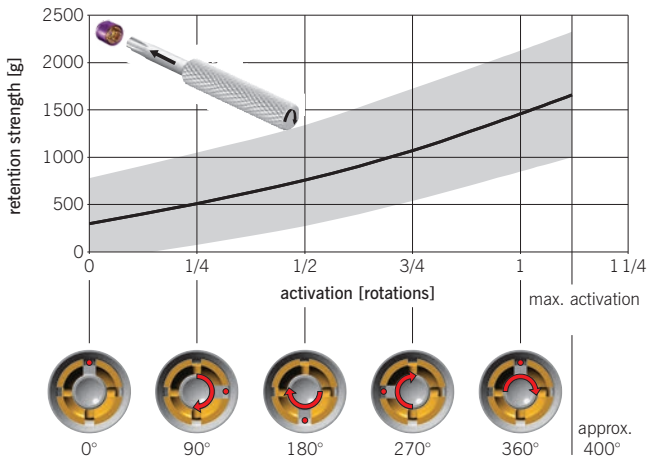 retention strength [g]
2500
2000
1500
1000
500
0
0 1/4 1/2 3/4 1 1 1/4
activation [rotations]
max. activation
0° 90° 180° 270° 360°
approx.
400°